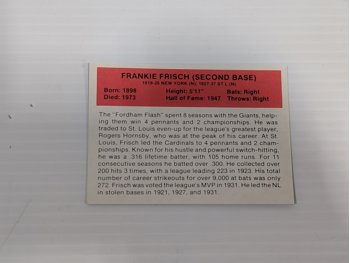 FRANKIE FRISCH (SECOND BASE)
1919-26 NEW YORK (N) 1927-37 ST L (N)
Born: 1898 Height: 5'11" Bats: Right
Died: 1973 Hall of Fame: 1947 Throws: Right
The "Fordham Flash" spent 8 seasons with the Giants, help-
ing them win 4 pennants and 2 championships. He was
traded to St. Louis even-up for the league's greatest player,
Rogers Hornsby, who was at the peak of his career. At St.
Louis, Frisch led the Cardinals to 4 pennants and 2 cham-
pionships. Known for his hustle and powerful switch-hitting,
he was a .316 lifetime batter, with 105 home runs. For 11
consecutive seasons he batted over .300. He collected over
200 hits 3 times, with a league leading 223 in 1923. His total
number of career strikeouts for over 9,000 at bats was only
272. Frisch was voted the league's MVP in 1931. He led the NL
in stolen bases in 1921, 1927, and 1931.